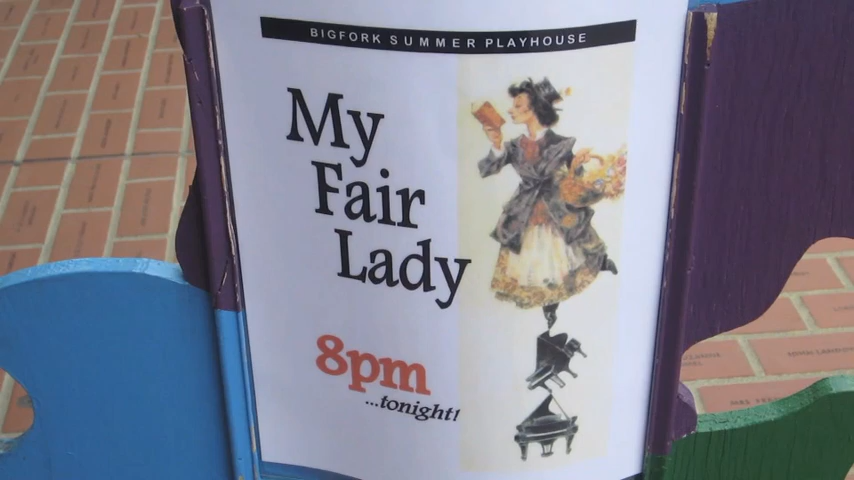 BIGFORK SUMMER PLAYHOUSE
My
Fair
Lady
8pm
...tonight!